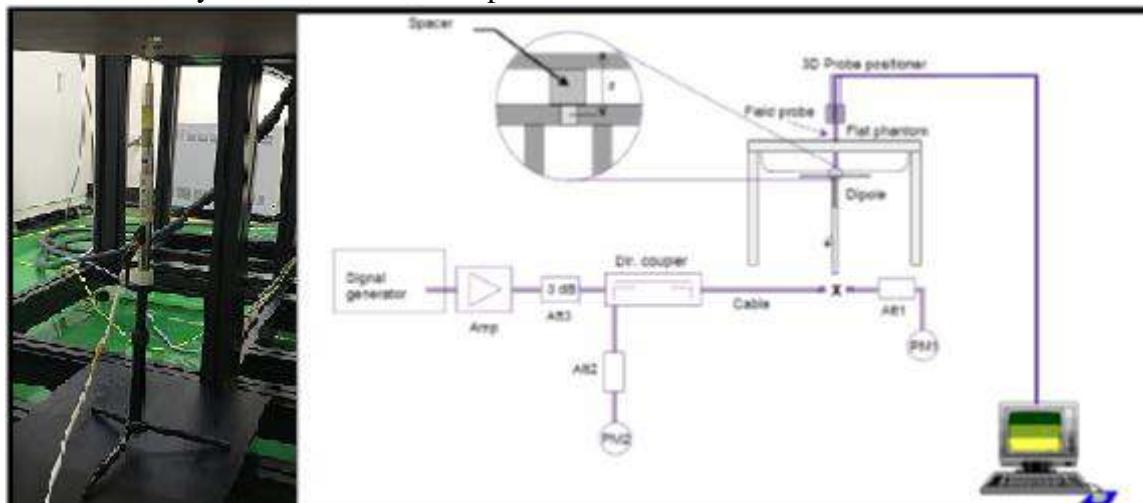 Spacer
s
3D Probe positioner
Field probe
Flat phantom
Dipole
Signal
generator
Amp
3 dB
Att3
Dir. coupler
Cable
x
Att1
PM1
Att2
PM2